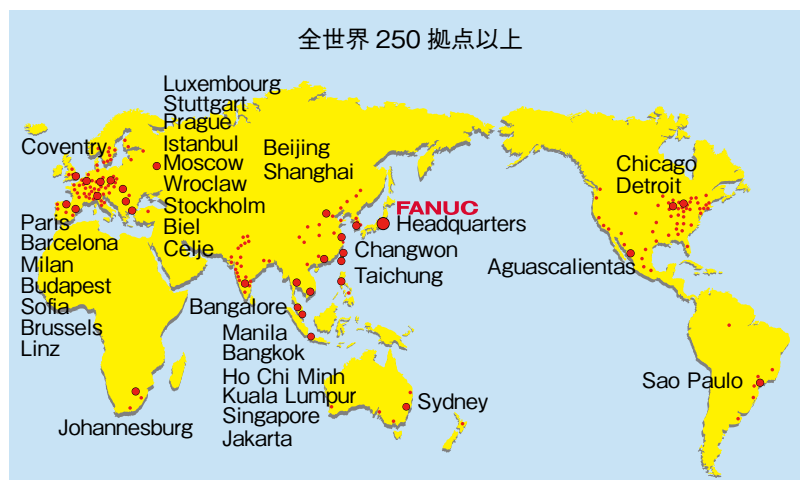 全世界 250 拠点以上
Luxembourg
Stuttgart
Prague
Istanbul
Moscow
Wroclaw
Stockholm
Biel
Celje
Coventry
Paris
Barcelona
Milan
Budapest
Sofia
Brussels
Linz
Johannesburg
Beijing
Shanghai
FANUC
Headquarters
Changwon
Taichung
Bangalore
Manila
Bangkok
Ho Chi Minh
Kuala Lumpur
Singapore
Jakarta
Sydney
Chicago
Detroit
Aguascalientas
Sao Paulo